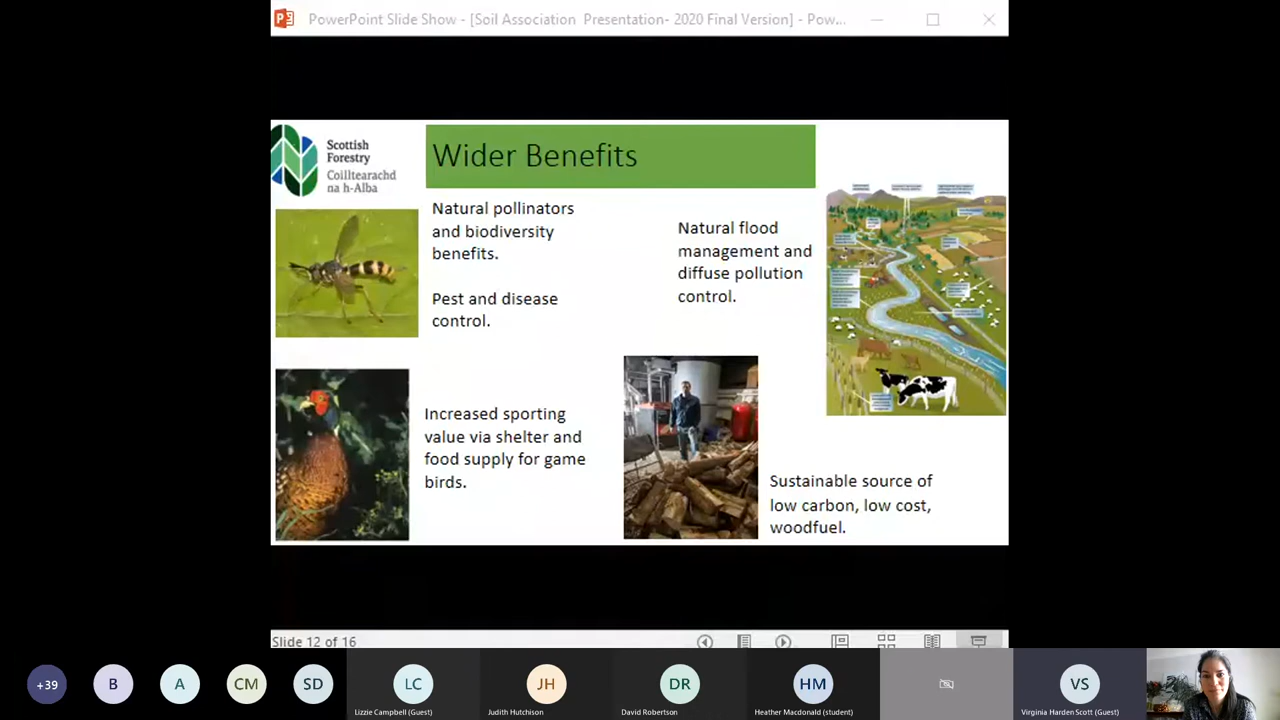 PowerPoint Slide Show - [Soil Association Presentation- 2020 Final Version] - Pow...
Scottish
Forestry
Coilltearachd
na h-Alba
Wider Benefits
Natural pollinators
and biodiversity
benefits.
Pest and disease
control.
Natural flood
management and
diffuse pollution
control.
Increased sporting
value via shelter and
food supply for game
birds.
Sustainable source of
low carbon, low cost,
woodfuel.
Slide 12 of 16
+39
B
A
CM
SD
LC
JH
DR
HM
VS
Lizzie Campbell (Guest)
Judith Hutchison
David Robertson
Heather Macdonald (student)
Virginia Harden Scott (Guest)